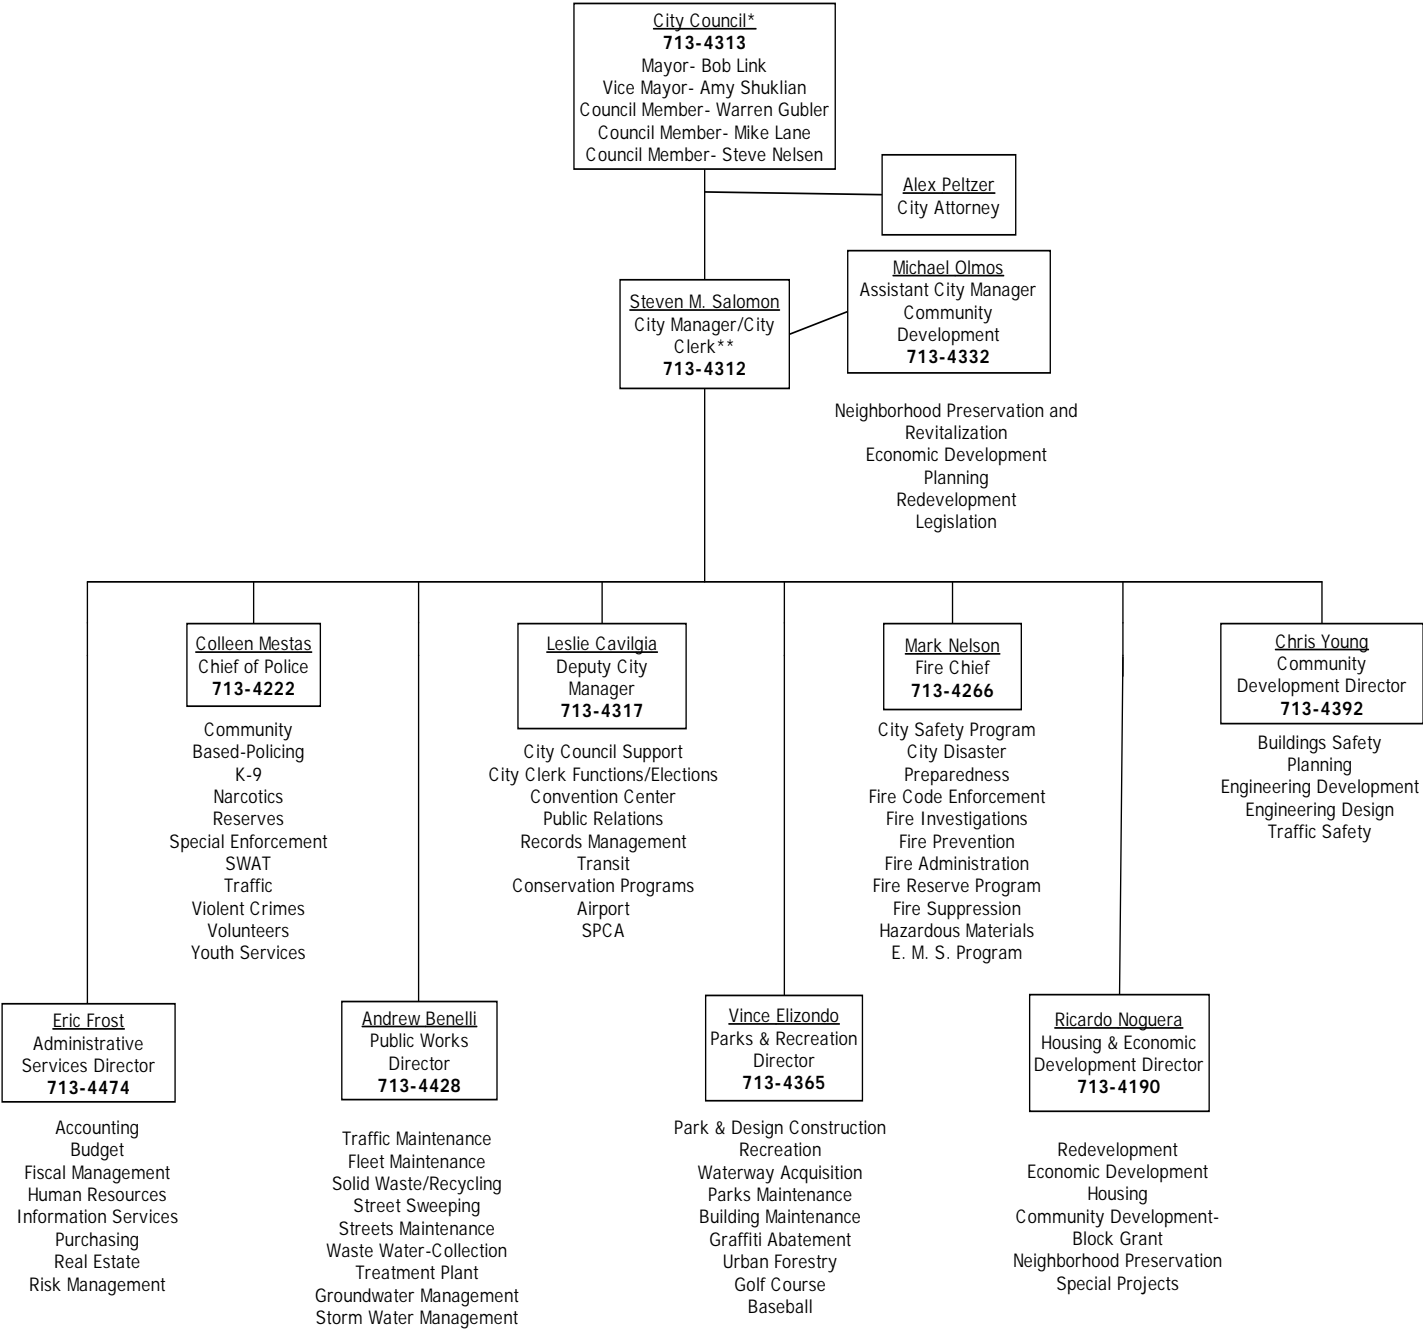 City Council*
713-4313
Mayor- Bob Link
Vice Mayor- Amy Shuklian
Council Member- Warren Gubler
Council Member- Mike Lane
Council Member- Steve Nelsen
Alex Peltzer
City Attorney
Michael Olmos
Assistant City Manager
Community
Development
713-4332
Steven M. Salomon
City Manager/City
Clerk**
713-4312
Neighborhood Preservation and
Revitalization
Economic Development
Planning
Redevelopment
Legislation
Colleen Mestas
Chief of Police
713-4222
Community
Based-Policing
K-9
Narcotics
Reserves
Special Enforcement
SWAT
Traffic
Violent Crimes
Volunteers
Youth Services
Leslie Cavilgia
Deputy City
Manager
713-4317
City Council Support
City Clerk Functions/Elections
Convention Center
Public Relations
Records Management
Transit
Conservation Programs
Airport
SPCA
Mark Nelson
Fire Chief
713-4266
City Safety Program
City Disaster
Preparedness
Fire Code Enforcement
Fire Investigations
Fire Prevention
Fire Administration
Fire Reserve Program
Fire Suppression
Hazardous Materials
E. M. S. Program
Chris Young
Community
Development Director
713-4392
Buildings Safety
Planning
Engineering Development
Engineering Design
Traffic Safety
Eric Frost
Administrative
Services Director
713-4474
Accounting
Budget
Fiscal Management
Human Resources
Information Services
Purchasing
Real Estate
Risk Management
Andrew Benelli
Public Works
Director
713-4428
Traffic Maintenance
Fleet Maintenance
Solid Waste/Recycling
Street Sweeping
Streets Maintenance
Waste Water-Collection
Treatment Plant
Groundwater Management
Storm Water Management
Vince Elizondo
Parks & Recreation
Director
713-4365
Park & Design Construction
Recreation
Waterway Acquisition
Parks Maintenance
Building Maintenance
Graffiti Abatement
Urban Forestry
Golf Course
Baseball
Ricardo Noguera
Housing & Economic
Development Director
713-4190
Redevelopment
Economic Development
Housing
Community Development-
Block Grant
Neighborhood Preservation
Special Projects